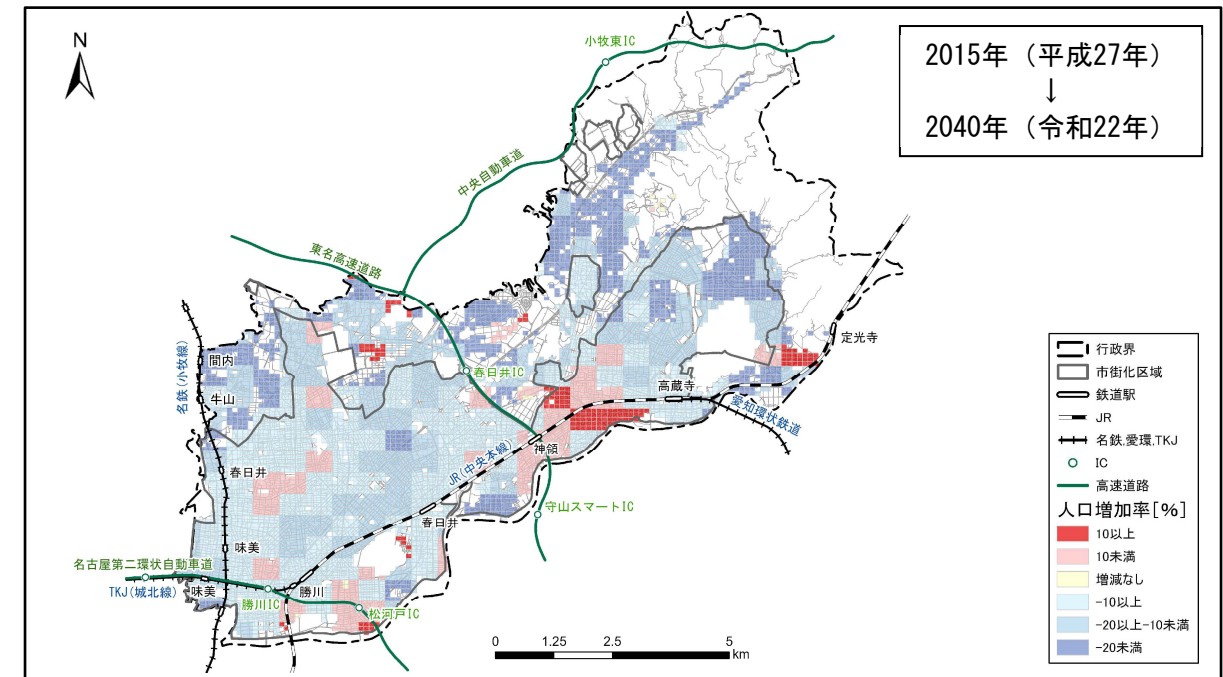 N
2015年（平成27年）
↓
2040年（令和22年）
小牧東IC
中央自動車道
東名高速道路
名鉄(小牧線)
間内
牛山
春日井IC
定光寺
高蔵寺
愛知環状鉄道
神領
JR(中央本線)
春日井
守山スマートIC
春日井
味美
名古屋第二環状自動車道
TKJ(城北線)
味美
勝川IC
勝川
松河戸IC
0 1.25 2.5 5
km
行政界
市街化区域
鉄道駅
JR
名鉄,愛環,TKJ
IC
高速道路
人口増加率[%]
10以上
10未満
増減なし
-10以上
-20以上-10未満
-20未満